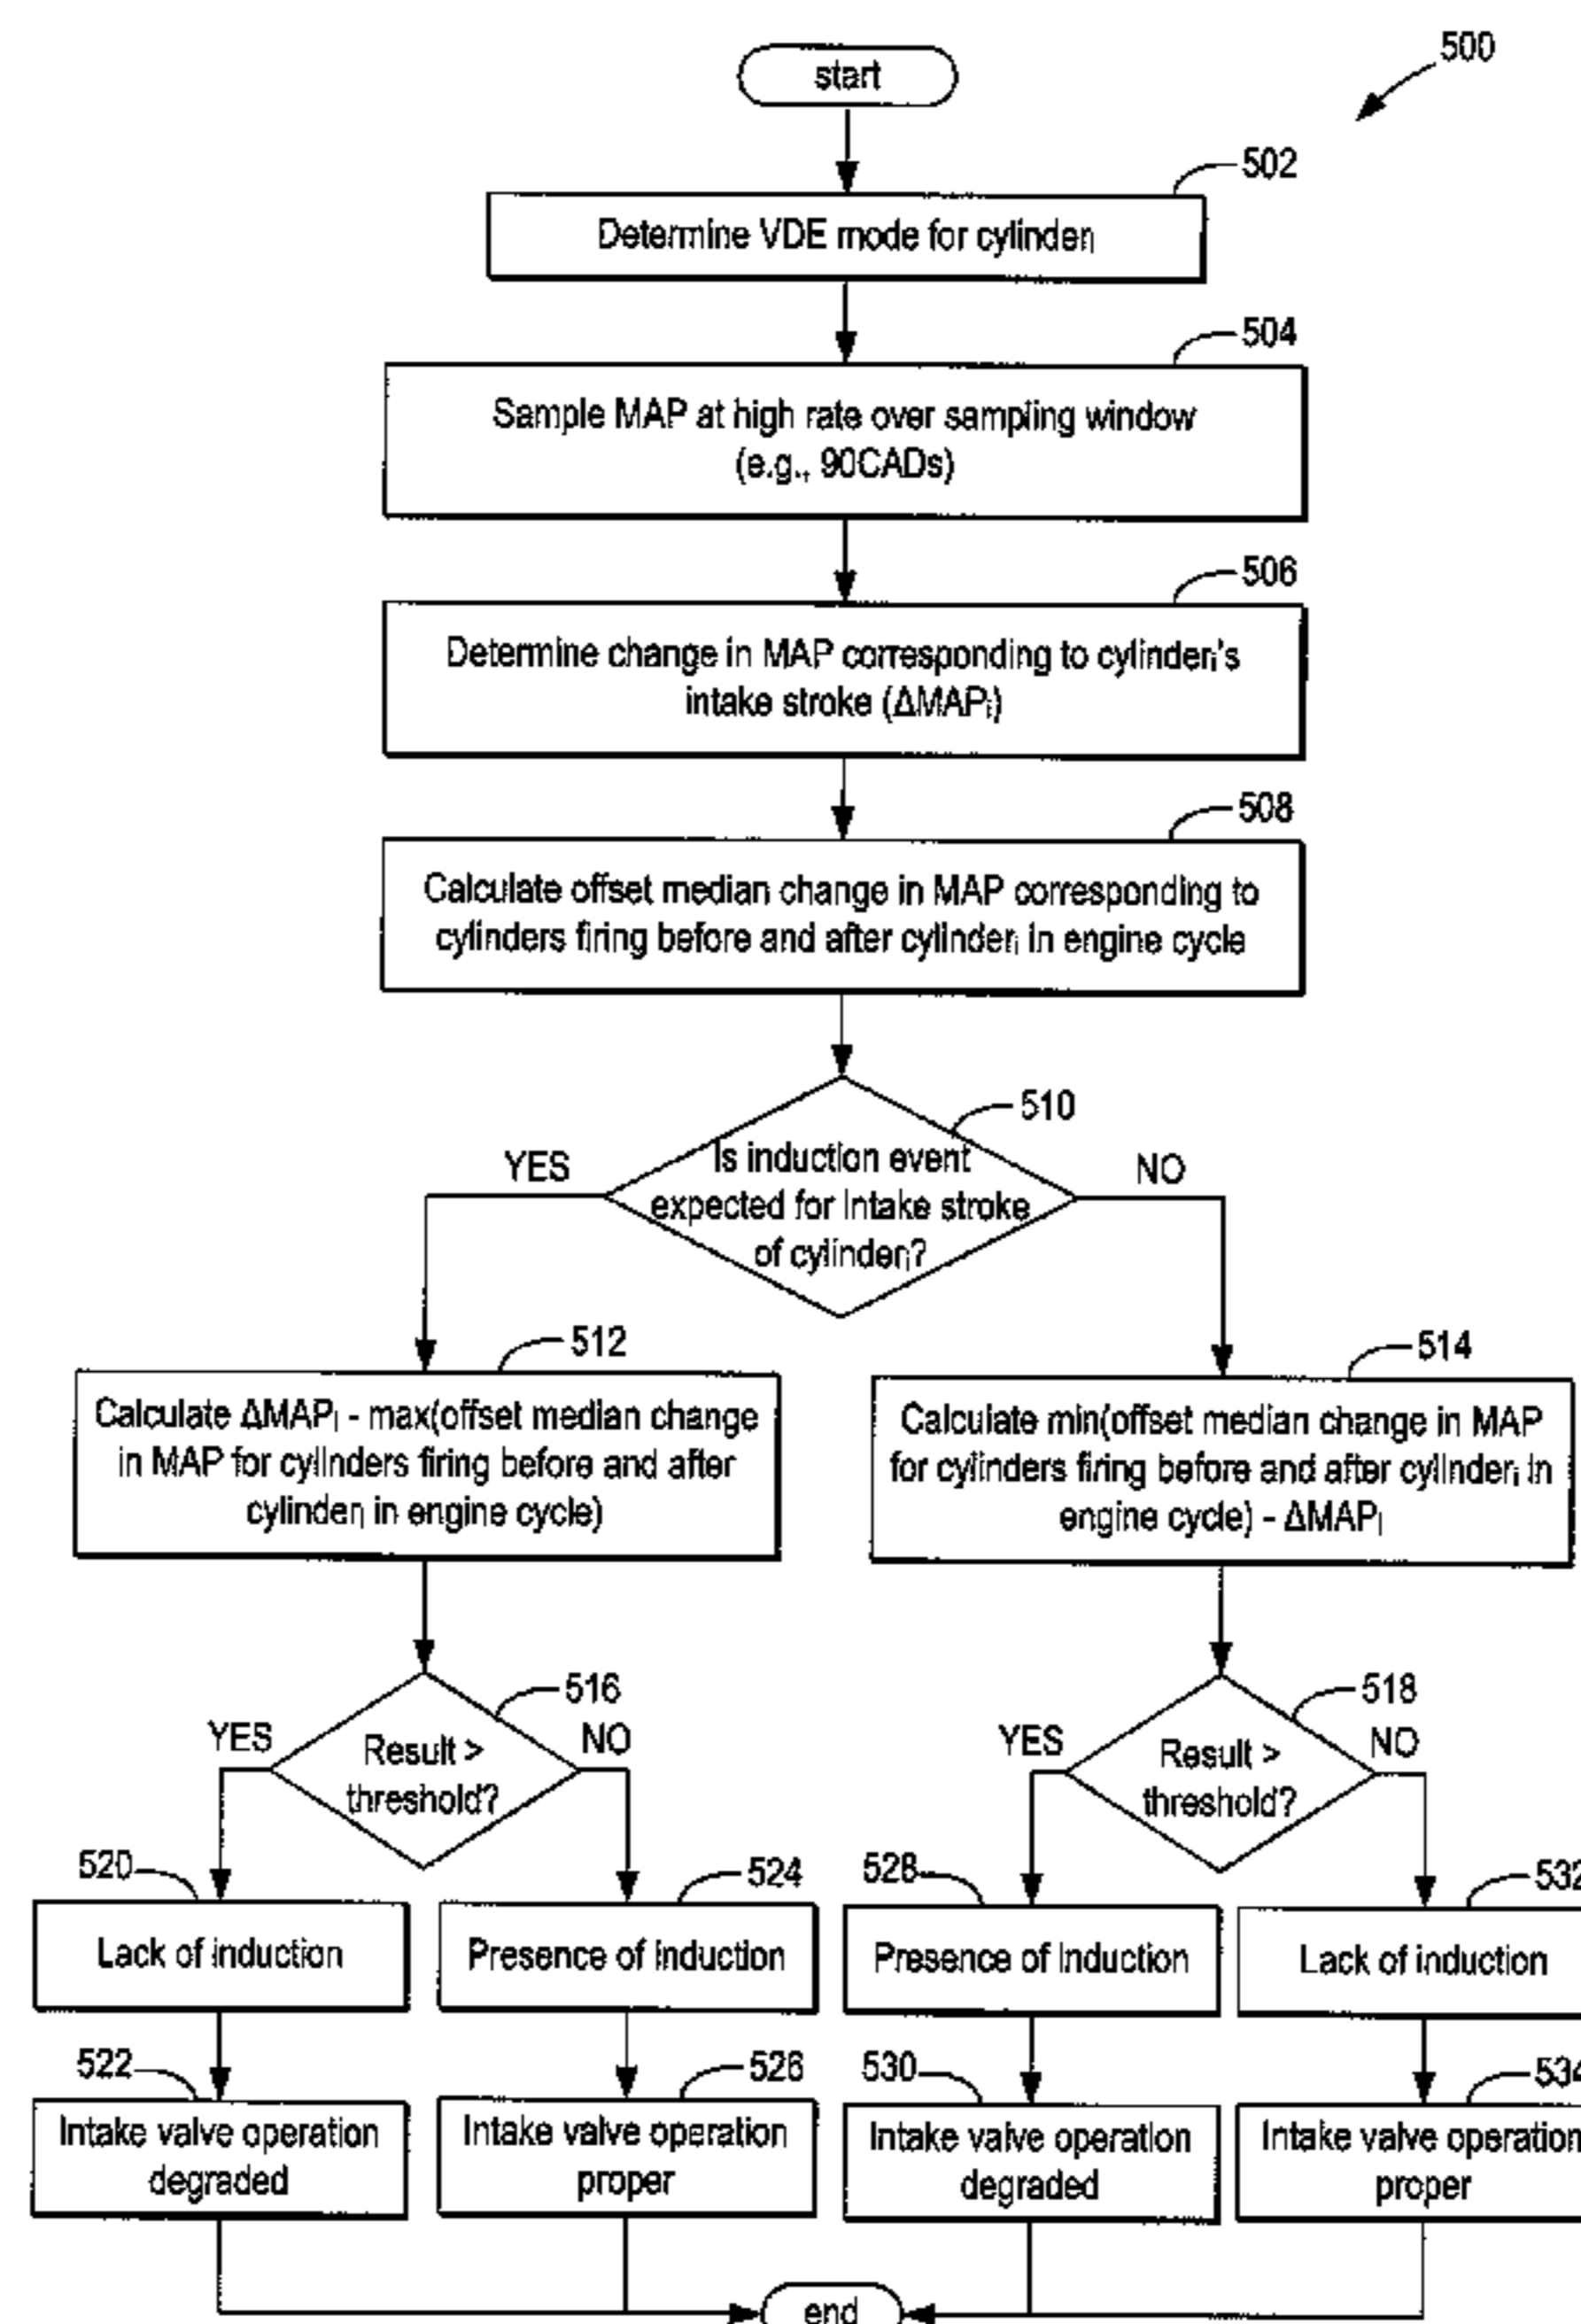 500
start
502
Determine VDE mode for cylinderᵢ
504
Sample MAP at high rate over sampling window
(e.g., 90CADs)
506
Determine change in MAP corresponding to cylinderᵢ's
intake stroke (ΔMAPᵢ)
508
Calculate offset median change in MAP corresponding to
cylinders firing before and after cylinderᵢ in engine cycle
510
YES
Is induction event
expected for intake stroke
of cylinderᵢ?
NO
512
Calculate ΔMAPᵢ - max(offset median change
in MAP for cylinders firing before and after
cylinderᵢ in engine cycle)
514
Calculate min(offset median change in MAP
for cylinders firing before and after cylinderᵢ in
engine cycle) - ΔMAPᵢ
516
YES
Result >
threshold?
NO
518
YES
Result >
threshold?
NO
520
Lack of induction
524
Presence of induction
528
Presence of induction
532
Lack of induction
522
Intake valve operation
degraded
526
Intake valve operation
proper
530
Intake valve operation
degraded
534
Intake valve operation
proper
end